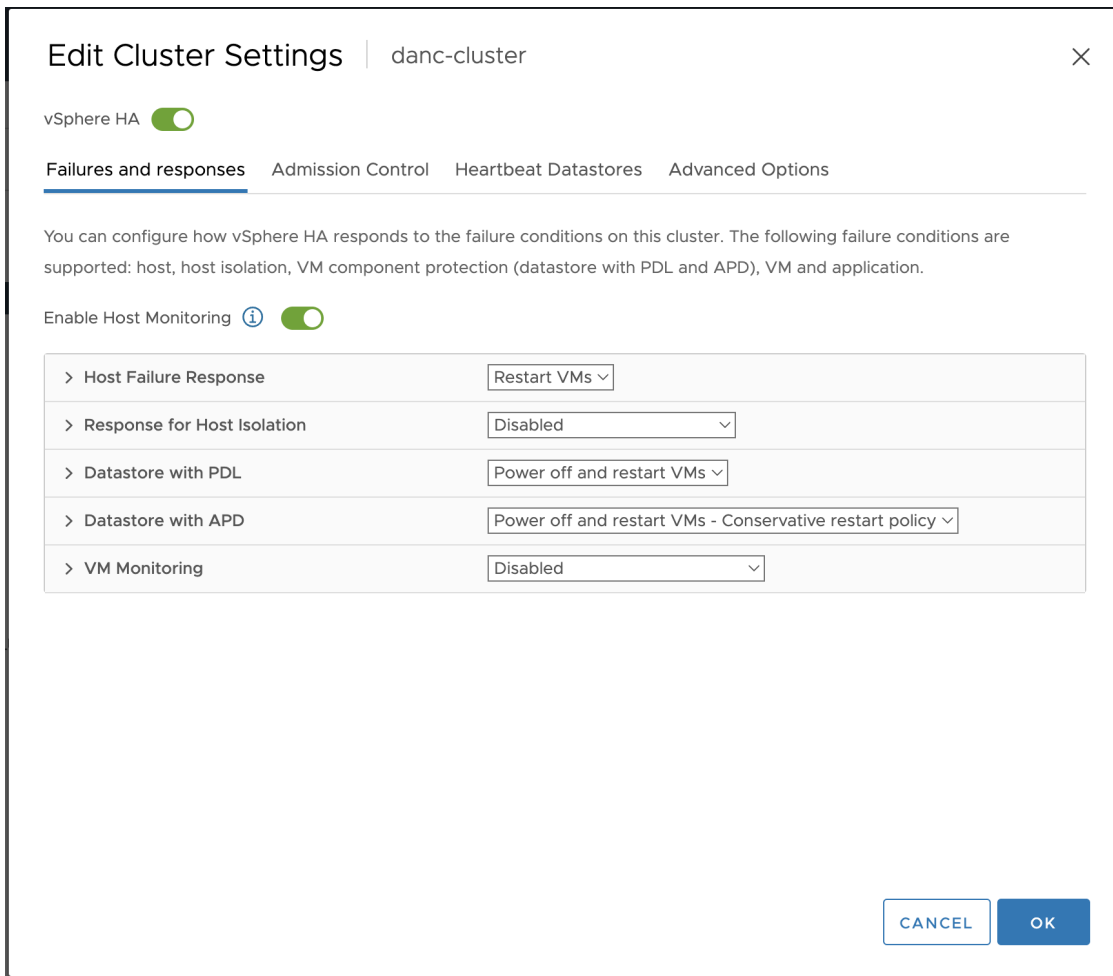 Edit Cluster Settings danc-cluster
vSphere HA
Failures and responses Admission Control Heartbeat Datastores Advanced Options
You can configure how vSphere HA responds to the failure conditions on this cluster. The following failure conditions are
supported: host, host isolation, VM component protection (datastore with PDL and APD), VM and application.
Enable Host Monitoring
Host Failure Response Restart VMs
Response for Host Isolation Disabled
Datastore with PDL Power off and restart VMs
Datastore with APD Power off and restart VMs - Conservative restart policy
VM Monitoring Disabled
CANCEL OK